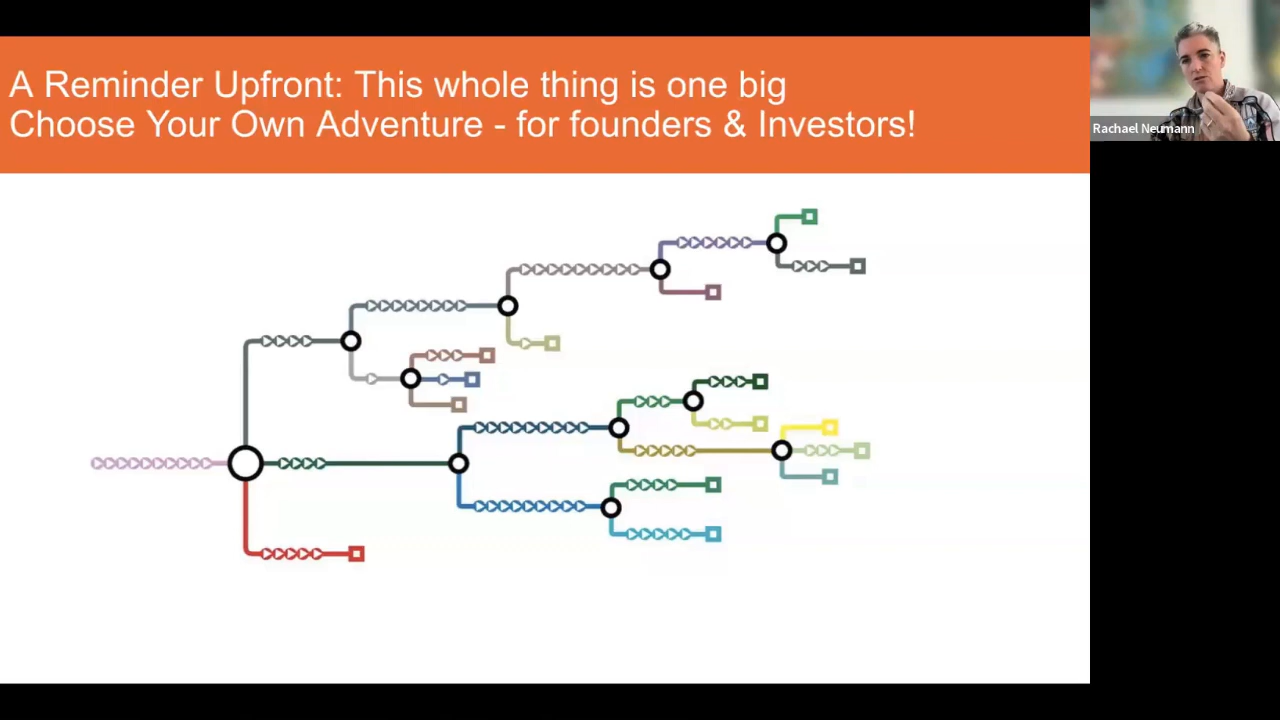 A Reminder Upfront: This whole thing is one big
Choose Your Own Adventure - for founders & Investors!
Rachael Neumann